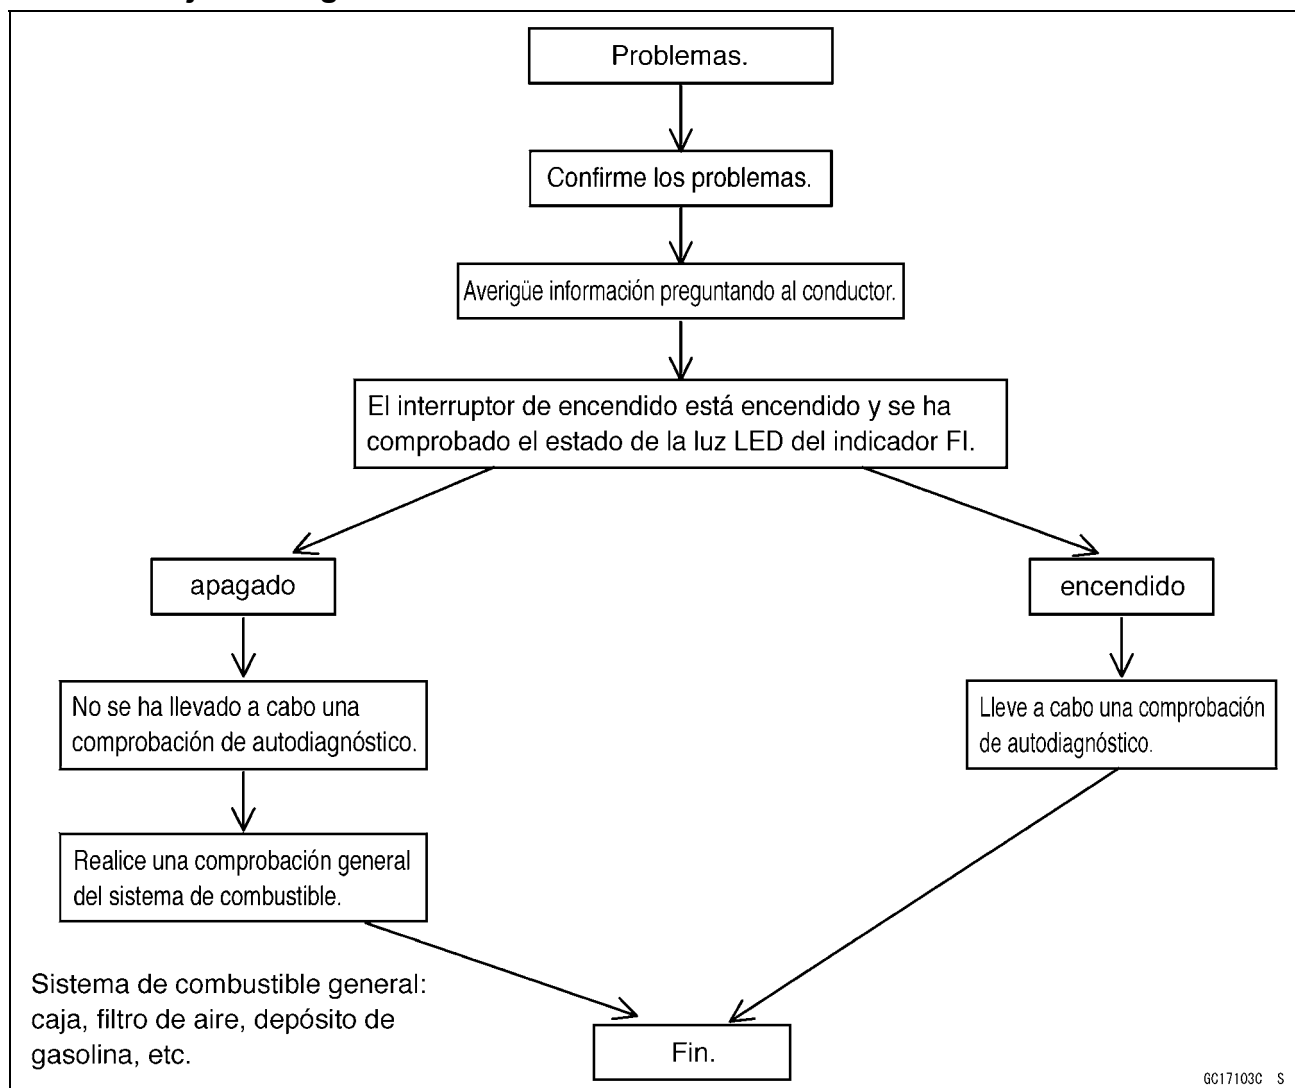 Problemas.
Confirme los problemas.
Averigüe información preguntando al conductor.
El interruptor de encendido está encendido y se ha
comprobado el estado de la luz LED del indicador FI.
apagado
encendido
No se ha llevado a cabo una
comprobación de autodiagnóstico.
Lleve a cabo una comprobación
de autodiagnóstico.
Realice una comprobación general
del sistema de combustible.
Sistema de combustible general:
caja, filtro de aire, depósito de
gasolina, etc.
Fin.
GC17103C S